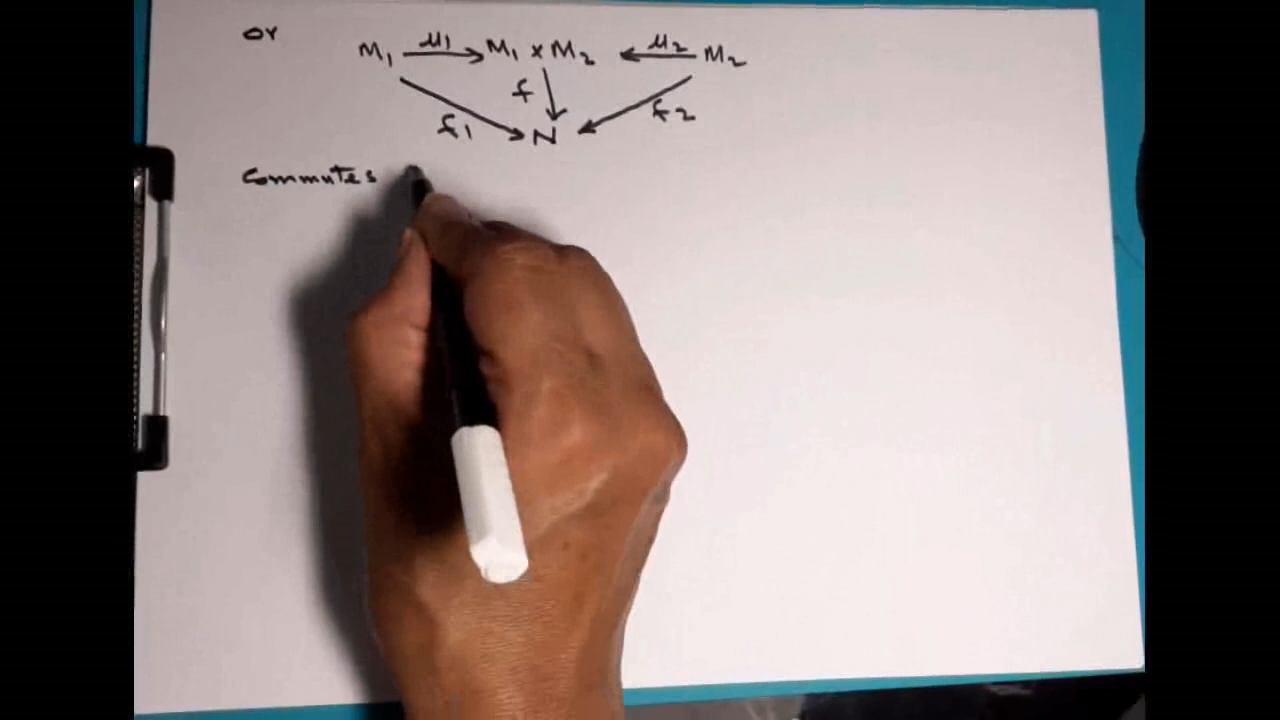 or
M₁ —μ₁→ M₁ × M₂ ←μ₂— M₂
f
f₁ N f₂
Commutes